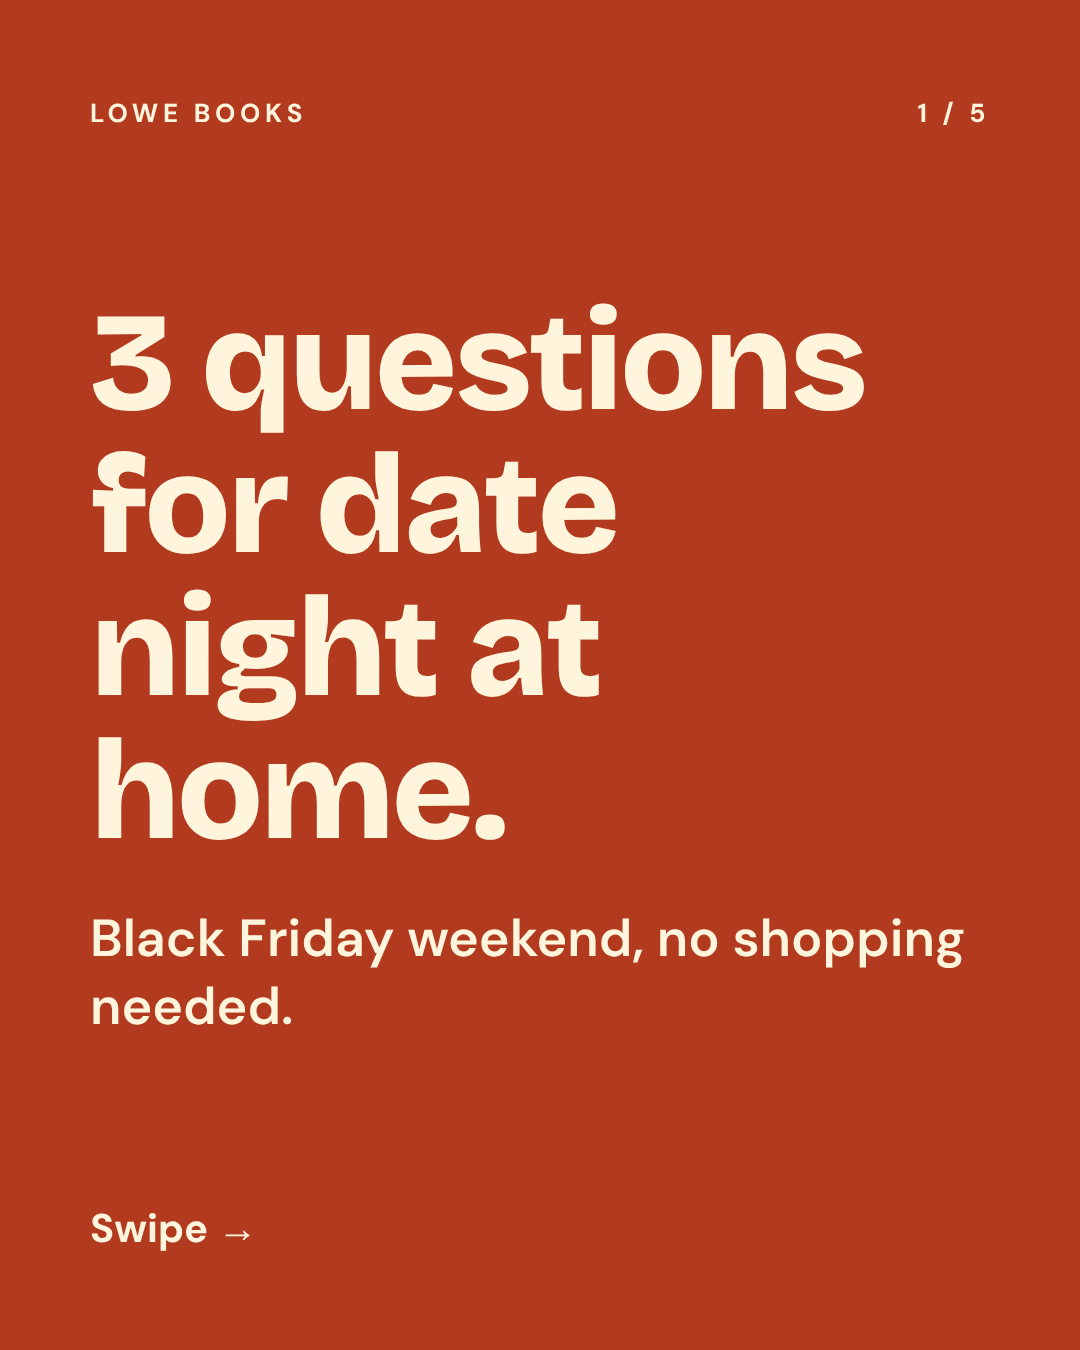 LOWE BOOKS
1 / 5
3 questions
for date
night at
home.
Black Friday weekend, no shopping
needed.
Swipe →